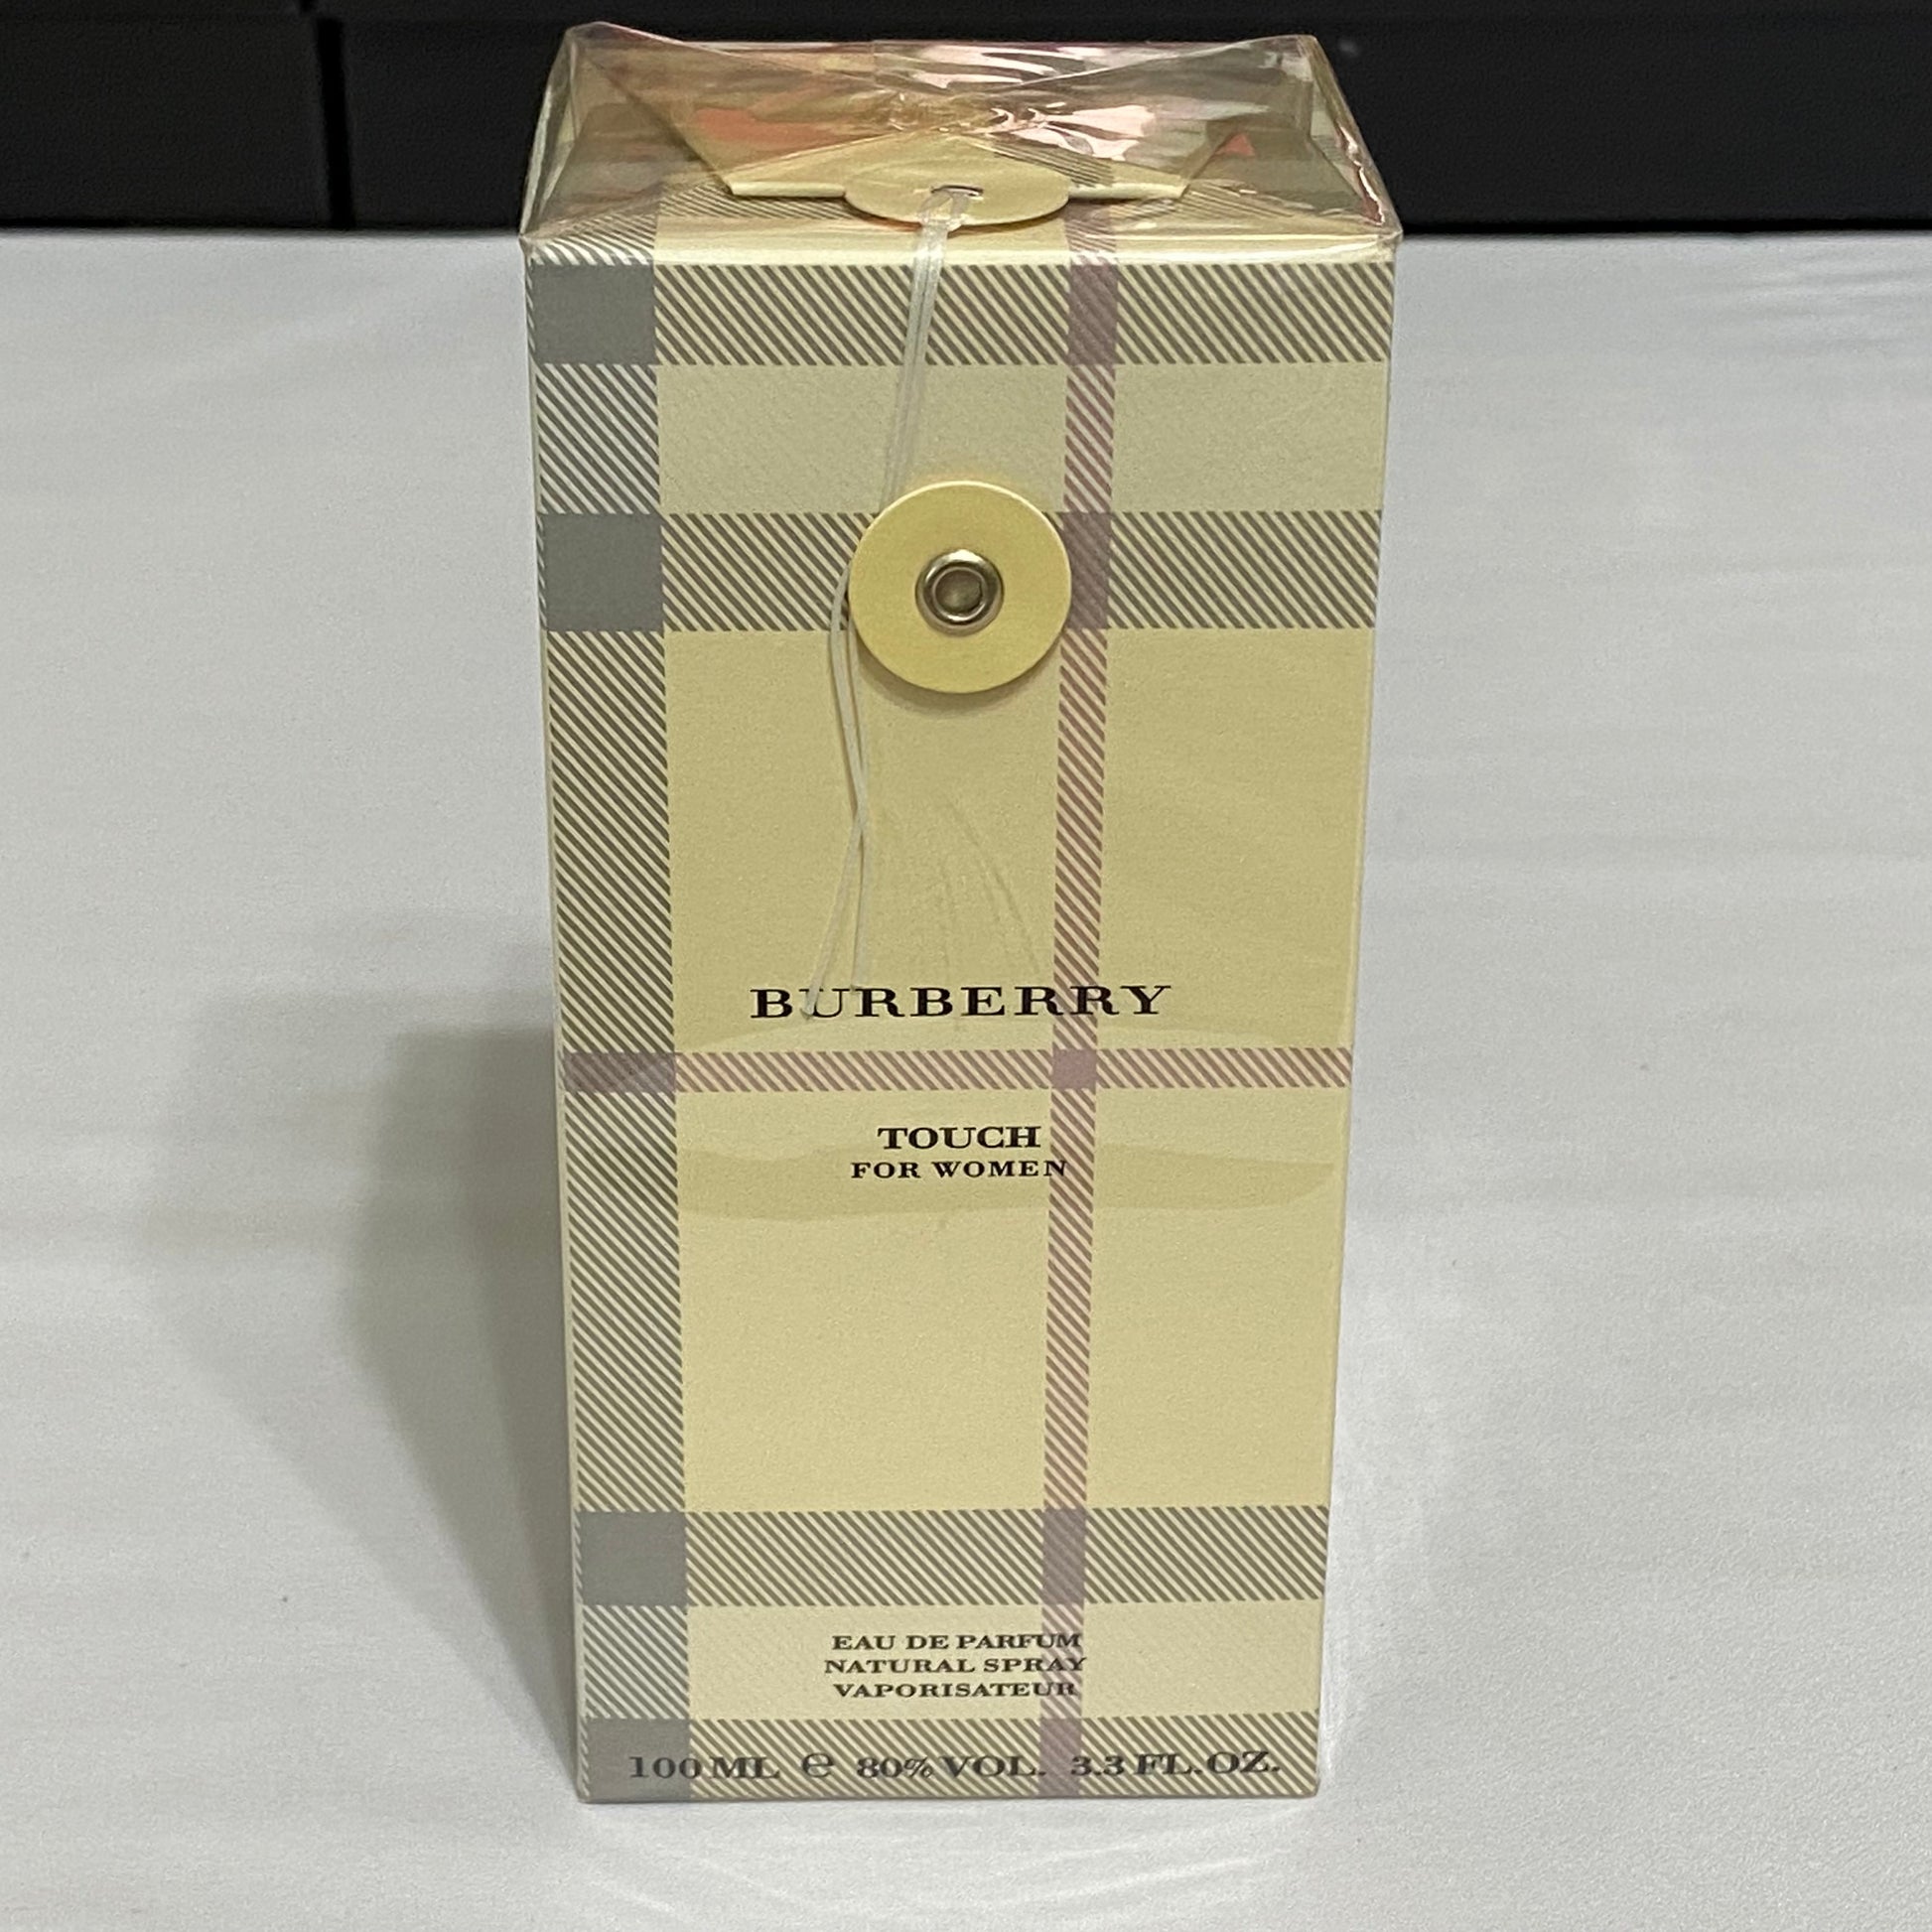 BURBERRY
TOUCH
FOR WOMEN
EAU DE PARFUM
NATURAL SPRAY
VAPORISATEUR
100 ML ℮ 80% VOL. 3.3 FL.OZ.